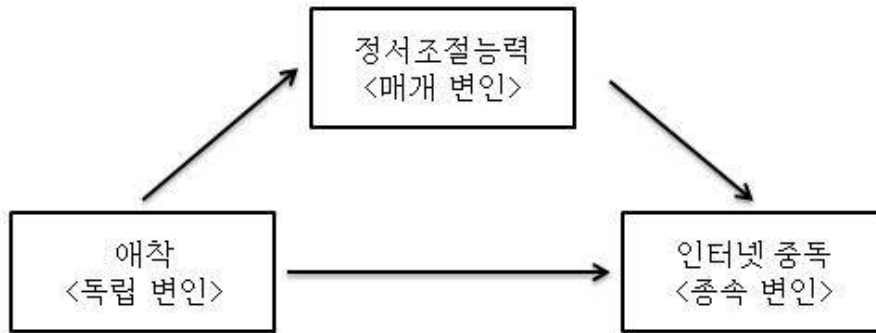 정서조절능력
<매개 변인>
애착
<독립 변인>
인터넷 중독
<종속 변인>